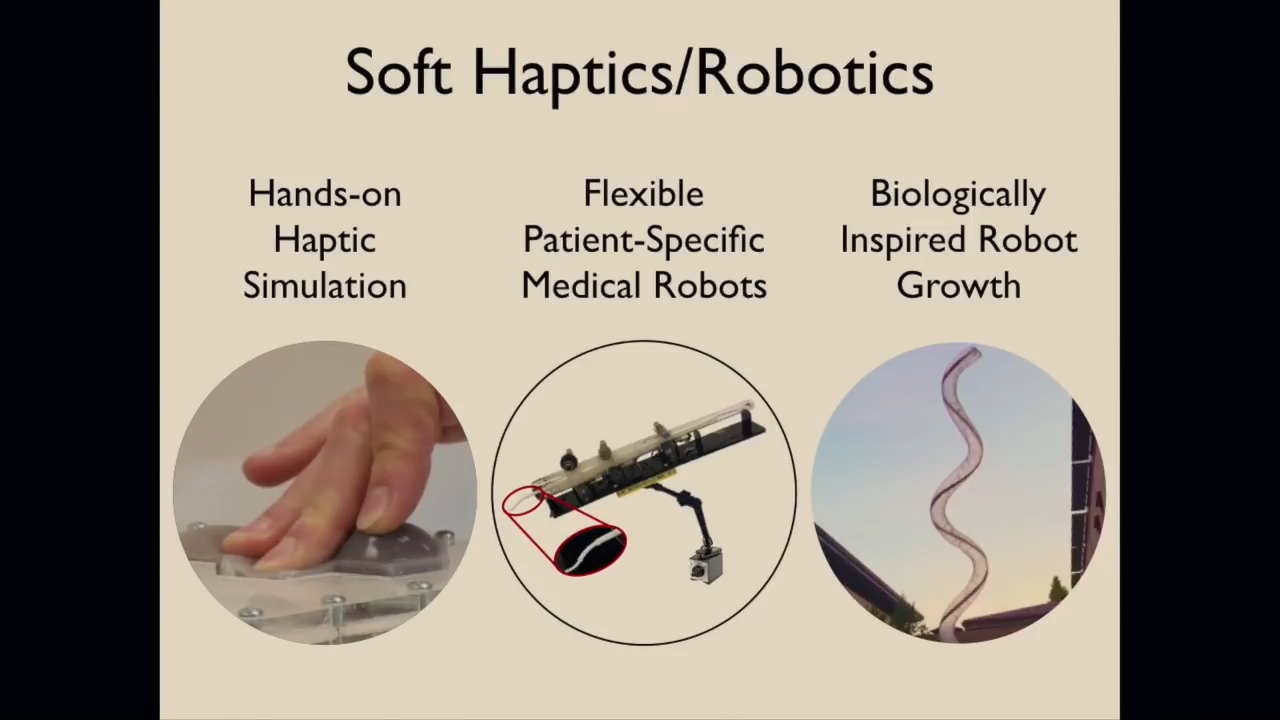 Soft Haptics/Robotics
Hands-on
Haptic
Simulation
Flexible
Patient-Specific
Medical Robots
Biologically
Inspired Robot
Growth